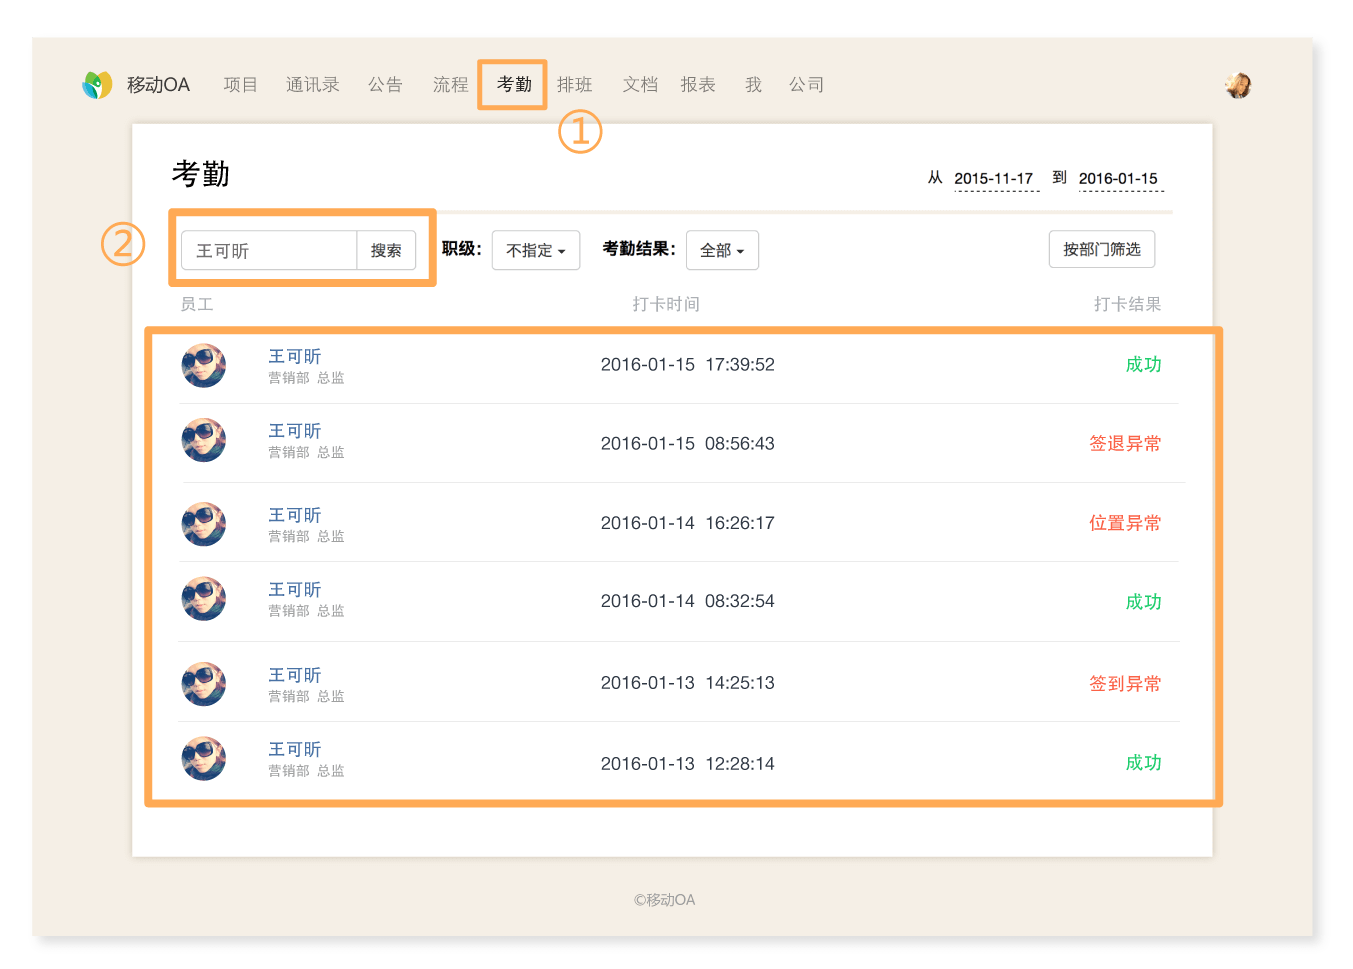 移动OA 项目 通讯录 公告 流程 考勤 排班 文档 报表 我 公司
①
考勤
从 2015-11-17 到 2016-01-15
②
王可昕 搜索 职级： 不指定 考勤结果： 全部 按部门筛选
员工 打卡时间 打卡结果
王可昕
营销部 总监
2016-01-15 17:39:52
成功
王可昕
营销部 总监
2016-01-15 08:56:43
签退异常
王可昕
营销部 总监
2016-01-14 16:26:17
位置异常
王可昕
营销部 总监
2016-01-14 08:32:54
成功
王可昕
营销部 总监
2016-01-13 14:25:13
签到异常
王可昕
营销部 总监
2016-01-13 12:28:14
成功
©移动OA